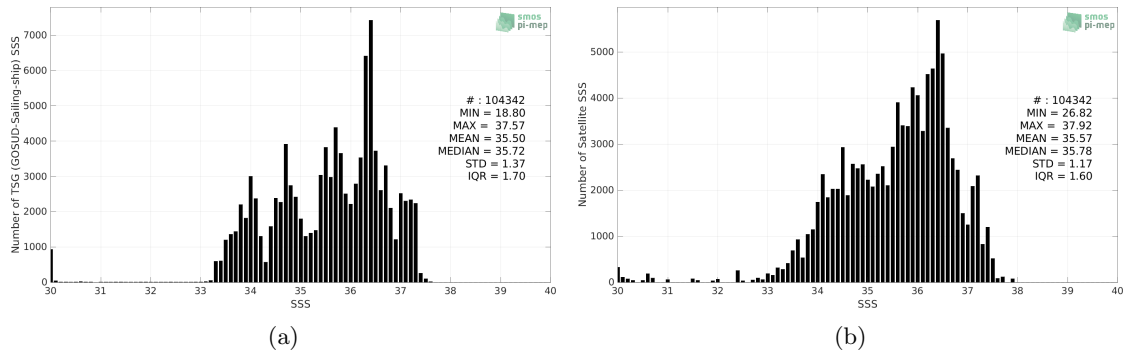 smos
pi-mep
Number of TSG (GOSUD-Sailing-ship) SSS
7000
6000
5000
4000
3000
2000
1000
0
# : 104342
MIN = 18.80
MAX = 37.57
MEAN = 35.50
MEDIAN = 35.72
STD = 1.37
IQR = 1.70
30 31 32 33 34 35 36 37 38 39 40
SSS
(a)
smos
pi-mep
Number of Satellite SSS
5000
4000
3000
2000
1000
0
# : 104342
MIN = 26.82
MAX = 37.92
MEAN = 35.57
MEDIAN = 35.78
STD = 1.17
IQR = 1.60
30 31 32 33 34 35 36 37 38 39 40
SSS
(b)